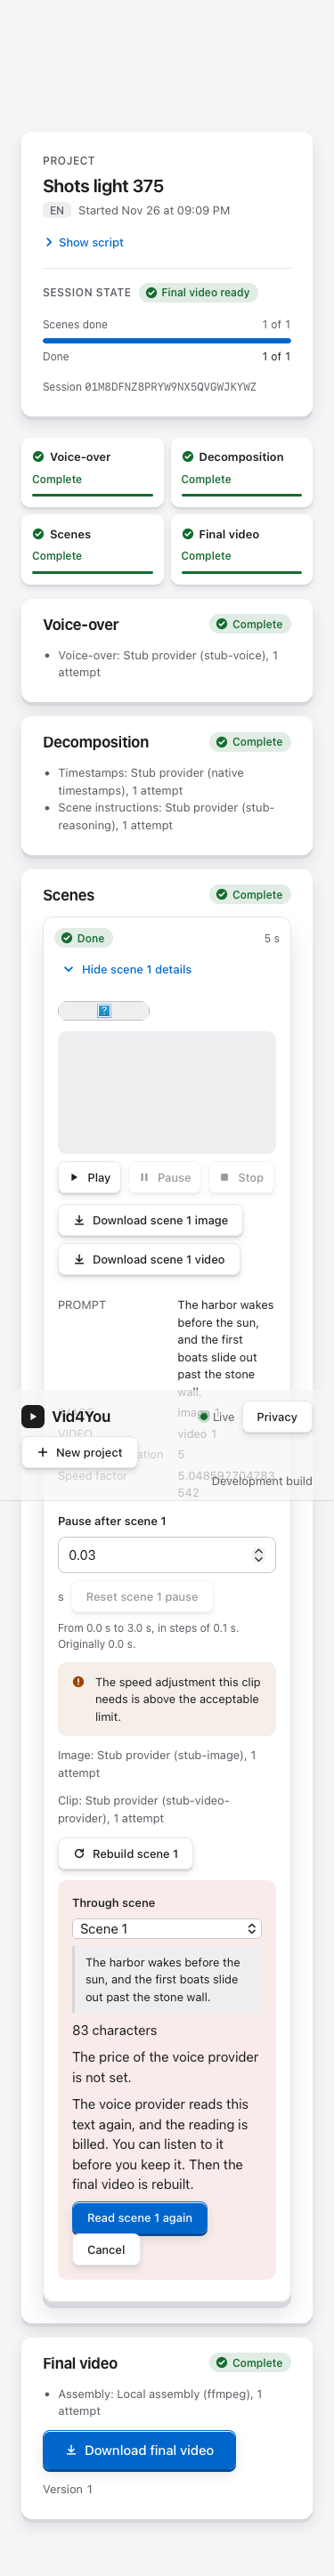 PROJECT
Shots light 375
EN Started Nov 26 at 09:09 PM
Show script
SESSION STATE Final video ready
Scenes done 1 of 1
Done 1 of 1
Session 01M8DFNZ8PRYW9NX5QVGWJKYWZ
Voice-over
Complete
Decomposition
Complete
Scenes
Complete
Final video
Complete
Voice-over Complete
Voice-over: Stub provider (stub-voice), 1
attempt
Decomposition Complete
Timestamps: Stub provider (native
timestamps), 1 attempt
Scene instructions: Stub provider (stub-
reasoning), 1 attempt
Scenes Complete
Done 5 s
Hide scene 1 details
Play Pause Stop
Download scene 1 image
Download scene 1 video
PROMPT The harbor wakes
before the sun,
and the first
boats slide out
past the stone
wall.
Vid4You Live Privacy
image 1
VIDEO video 1
New project
5
Speed factor 5.048592704783
542
Development build
Pause after scene 1
0.03
s Reset scene 1 pause
From 0.0 s to 3.0 s, in steps of 0.1 s.
Originally 0.0 s.
The speed adjustment this clip
needs is above the acceptable
limit.
Image: Stub provider (stub-image), 1
attempt
Clip: Stub provider (stub-video-
provider), 1 attempt
Rebuild scene 1
Through scene
Scene 1
The harbor wakes before the
sun, and the first boats slide
out past the stone wall.
83 characters
The price of the voice provider
is not set.
The voice provider reads this
text again, and the reading is
billed. You can listen to it
before you keep it. Then the
final video is rebuilt.
Read scene 1 again
Cancel
Final video Complete
Assembly: Local assembly (ffmpeg), 1
attempt
Download final video
Version 1